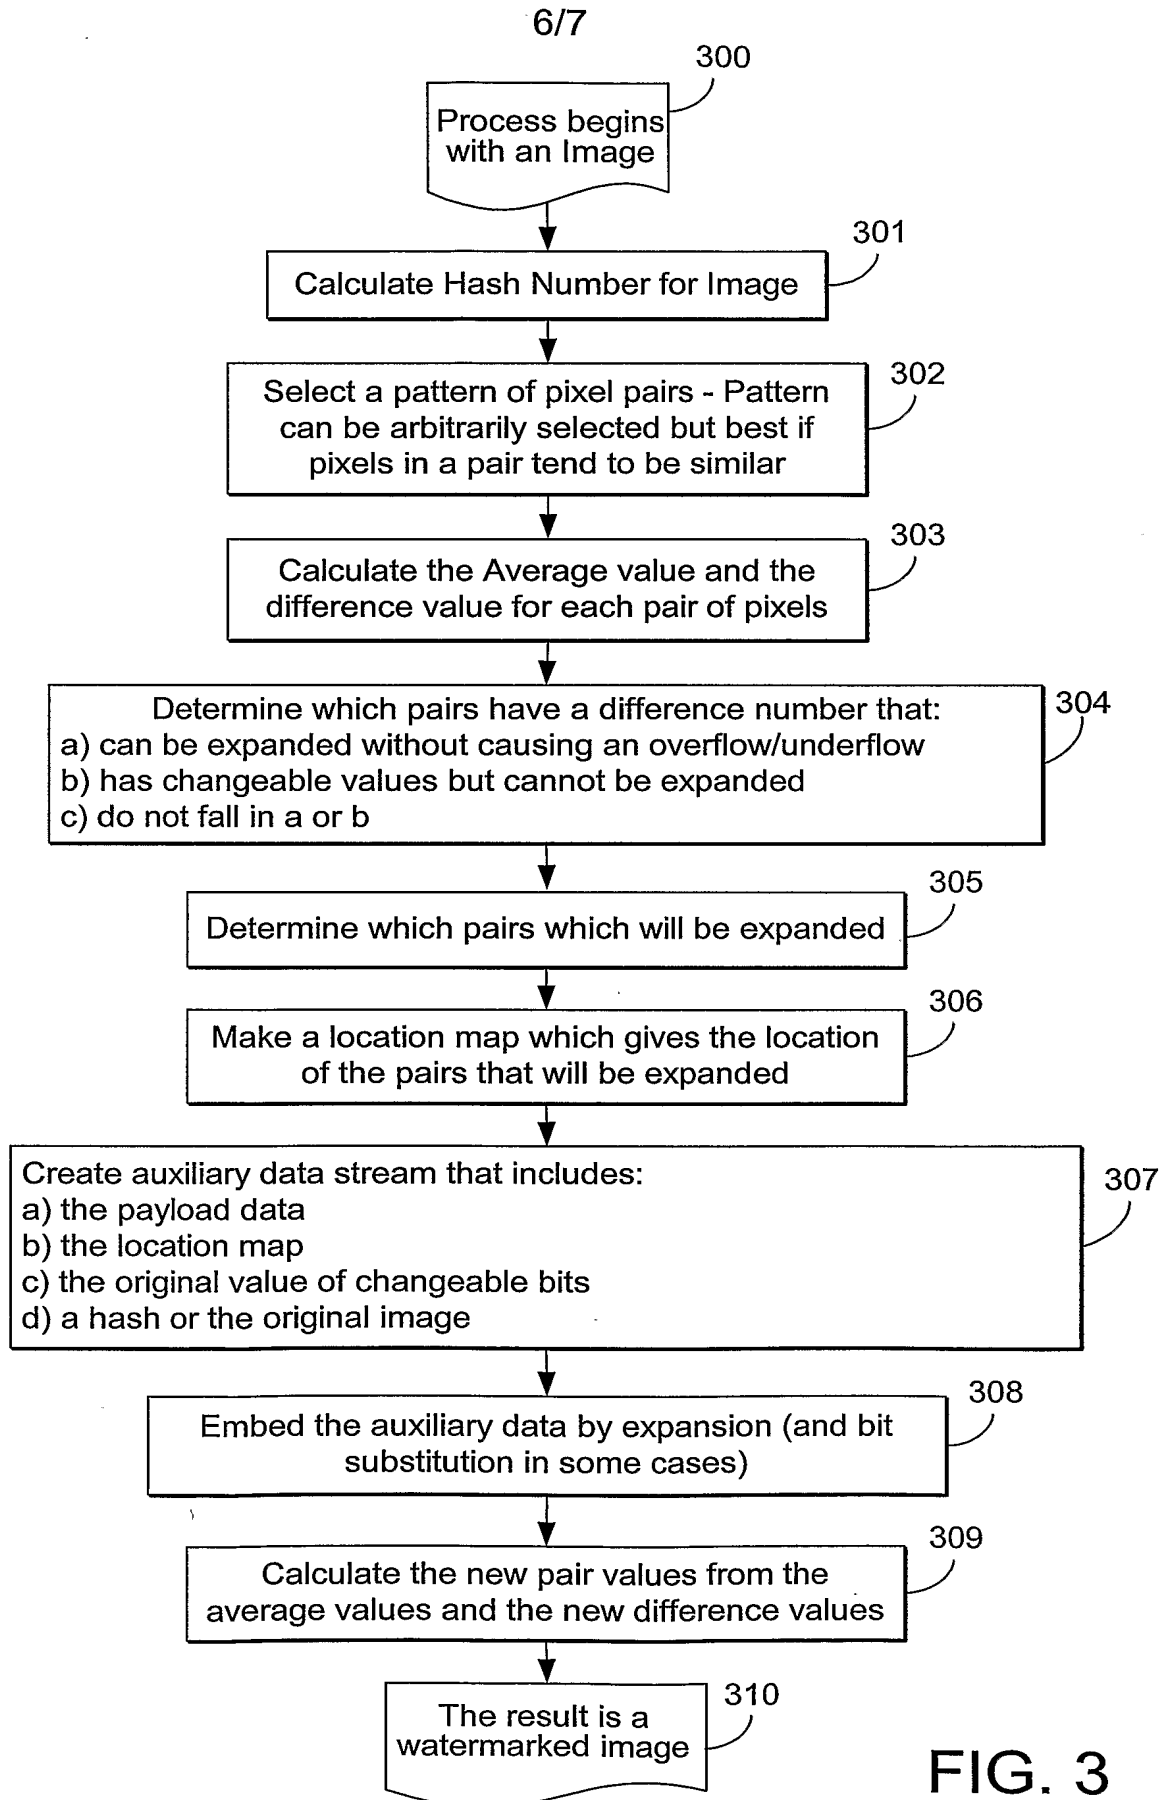 6/7
300
Process begins
with an Image
301
Calculate Hash Number for Image
302
Select a pattern of pixel pairs - Pattern
can be arbitrarily selected but best if
pixels in a pair tend to be similar
303
Calculate the Average value and the
difference value for each pair of pixels
304
Determine which pairs have a difference number that:
a) can be expanded without causing an overflow/underflow
b) has changeable values but cannot be expanded
c) do not fall in a or b
305
Determine which pairs which will be expanded
306
Make a location map which gives the location
of the pairs that will be expanded
307
Create auxiliary data stream that includes:
a) the payload data
b) the location map
c) the original value of changeable bits
d) a hash or the original image
308
Embed the auxiliary data by expansion (and bit
substitution in some cases)
309
Calculate the new pair values from the
average values and the new difference values
310
The result is a
watermarked image
FIG. 3